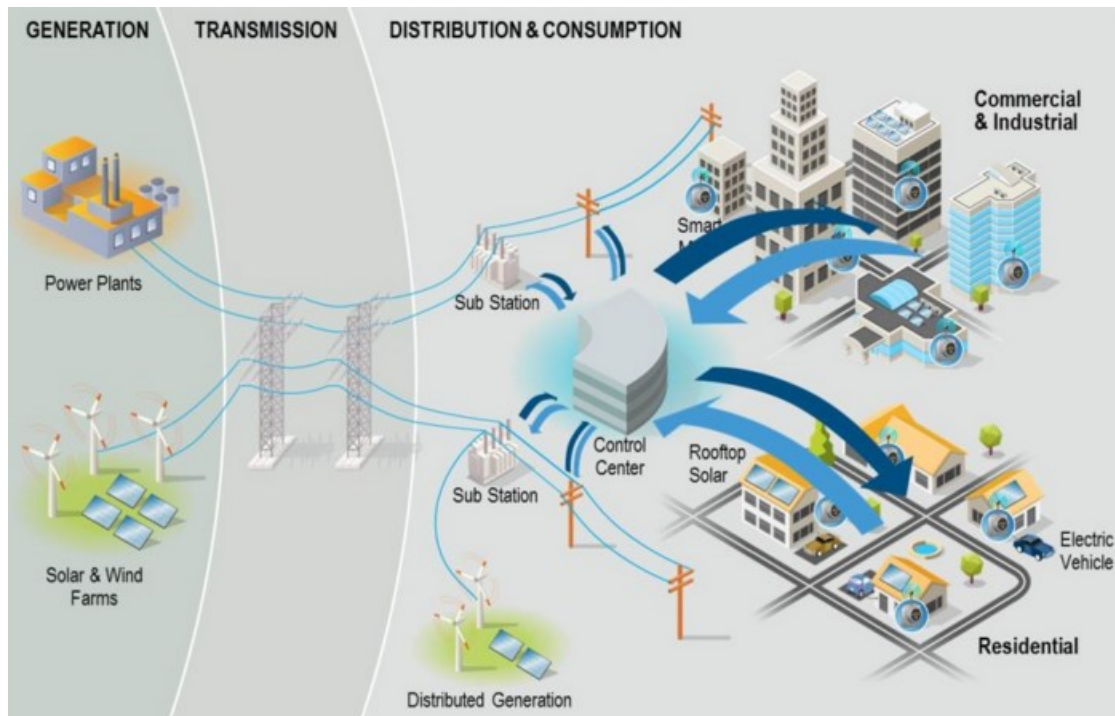 GENERATION
TRANSMISSION
DISTRIBUTION & CONSUMPTION
Commercial
& Industrial
Power Plants
Smart
Sub Station
Control
Center
Rooftop
Solar
Sub Station
Electric
Vehicle
Solar & Wind
Farms
Residential
Distributed Generation